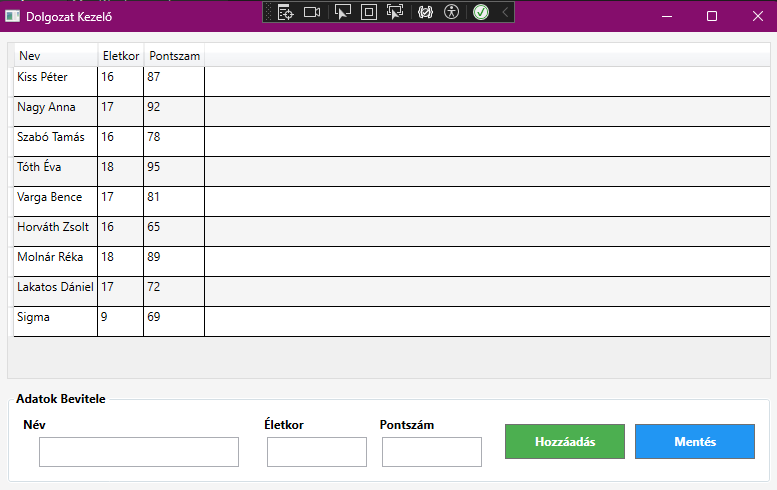 Dolgozat Kezelő
Nev Eletkor Pontszam
Kiss Péter 16 87
Nagy Anna 17 92
Szabó Tamás 16 78
Tóth Éva 18 95
Varga Bence 17 81
Horváth Zsolt 16 65
Molnár Réka 18 89
Lakatos Dániel 17 72
Sigma 9 69
Adatok Bevitele
Név Életkor Pontszám
Hozzáadás Mentés